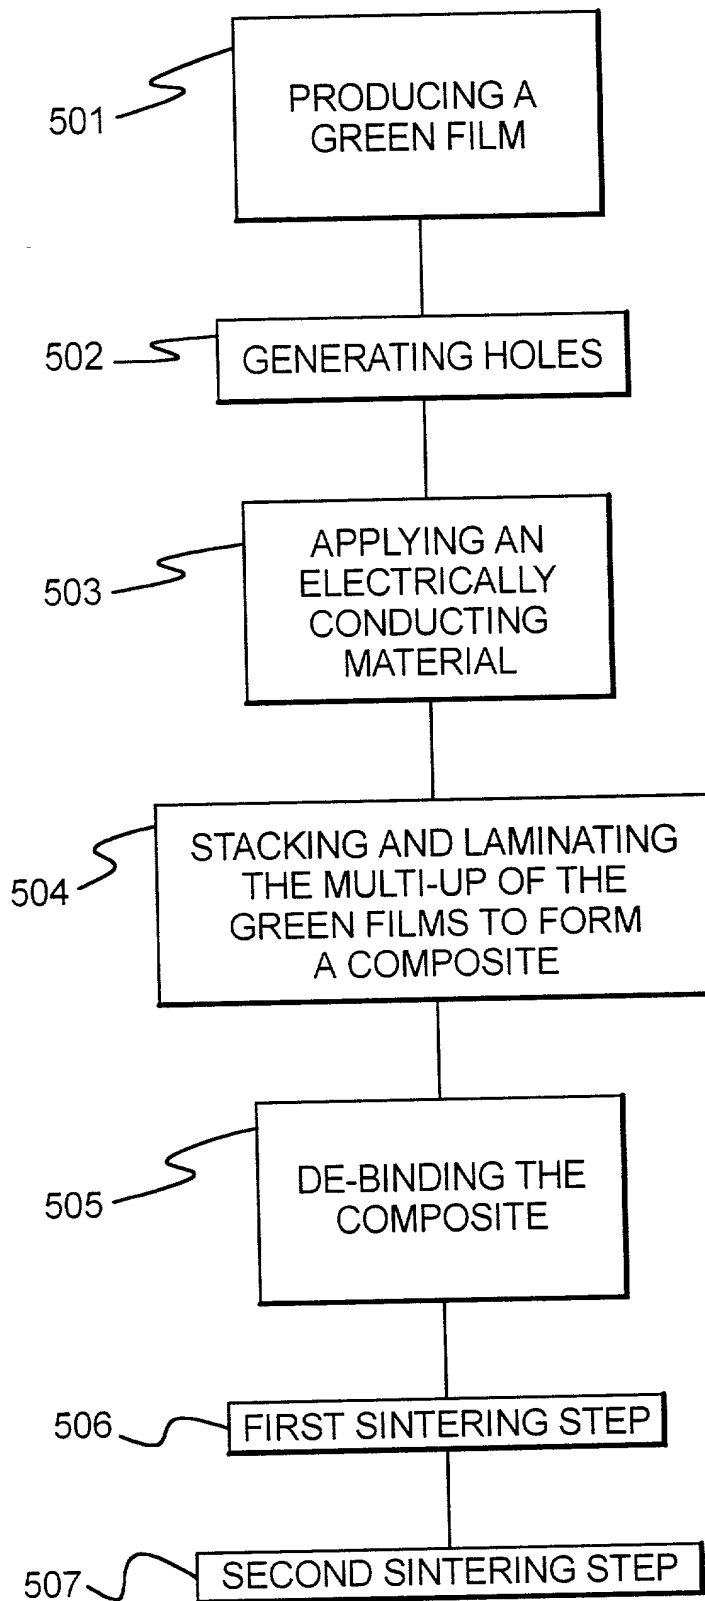 501
PRODUCING A
GREEN FILM
502
GENERATING HOLES
503
APPLYING AN
ELECTRICALLY
CONDUCTING
MATERIAL
504
STACKING AND LAMINATING
THE MULTI-UP OF THE
GREEN FILMS TO FORM
A COMPOSITE
505
DE-BINDING THE
COMPOSITE
506
FIRST SINTERING STEP
507
SECOND SINTERING STEP